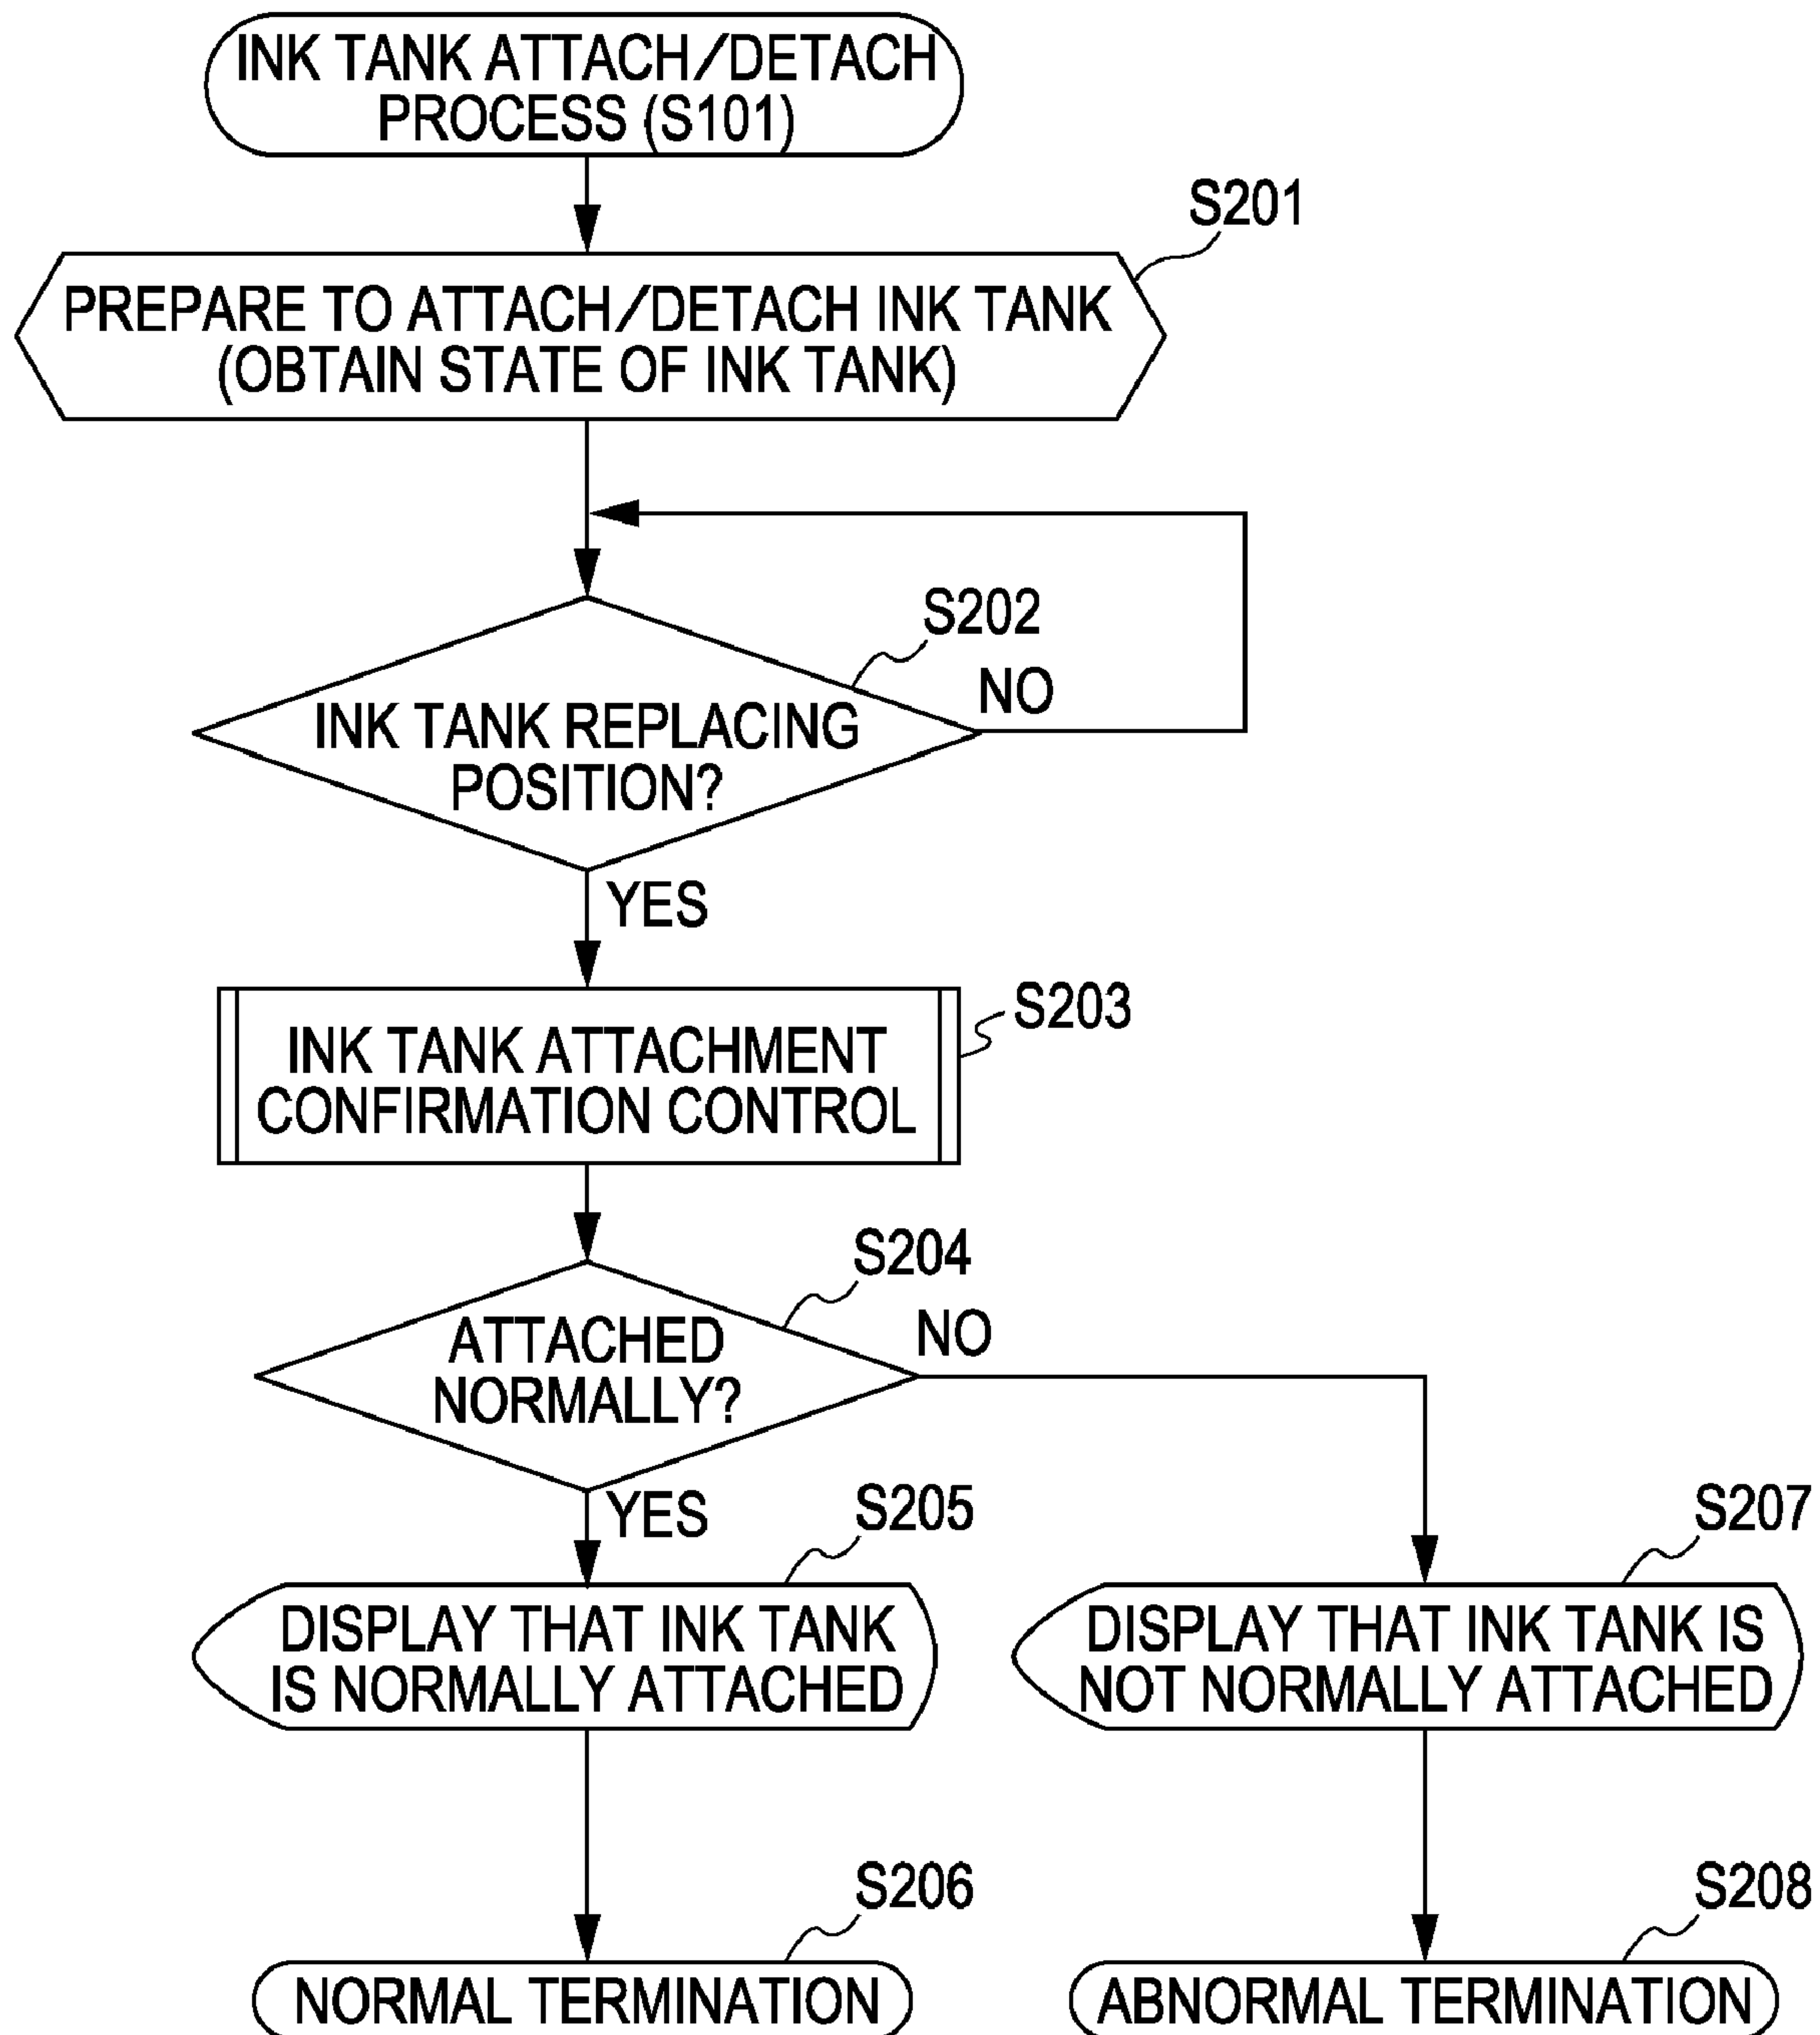 INK TANK ATTACH/DETACH
PROCESS (S101)
S201
PREPARE TO ATTACH/DETACH INK TANK
(OBTAIN STATE OF INK TANK)
S202
NO
INK TANK REPLACING
POSITION?
YES
S203
INK TANK ATTACHMENT
CONFIRMATION CONTROL
S204
NO
ATTACHED
NORMALLY?
YES
S205
S207
DISPLAY THAT INK TANK
IS NORMALLY ATTACHED
DISPLAY THAT INK TANK IS
NOT NORMALLY ATTACHED
S206
S208
NORMAL TERMINATION
ABNORMAL TERMINATION